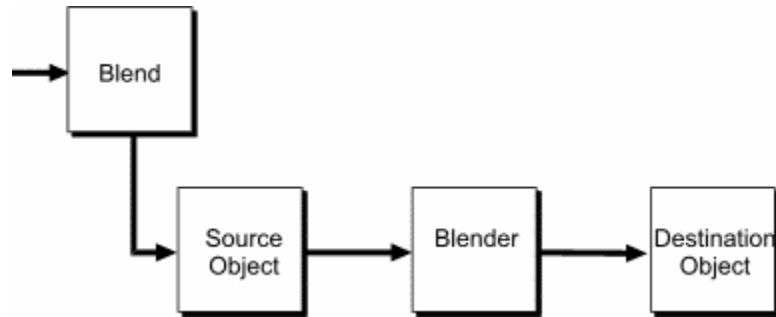 Blend
Source
Object
Blender
Destination
Object